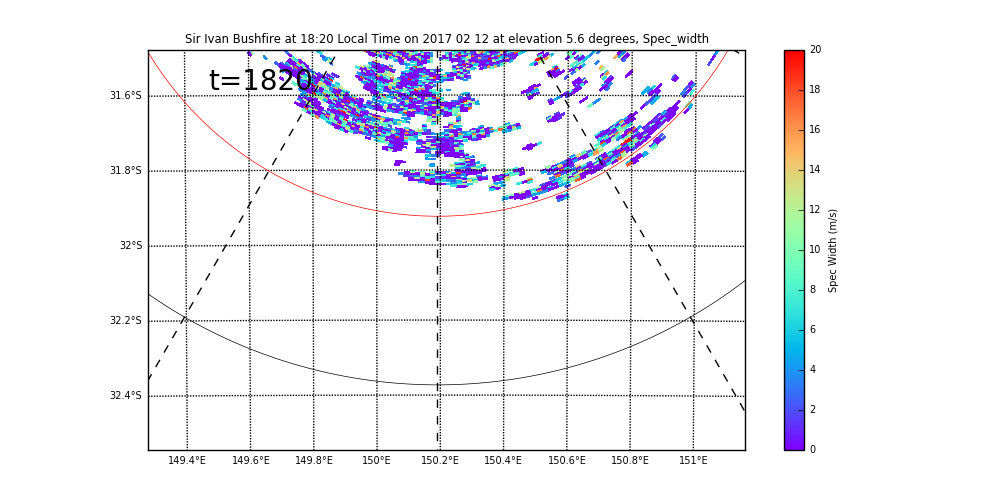 Sir Ivan Bushfire at 18:20 Local Time on 2017 02 12 at elevation 5.6 degrees, Spec_width
t=1820
31.6°S
31.8°S
32°S
32.2°S
32.4°S
149.4°E 149.6°E 149.8°E 150°E 150.2°E 150.4°E 150.6°E 150.8°E 151°E
20
18
16
14
12
10
8
6
4
2
0
Spec Width (m/s)